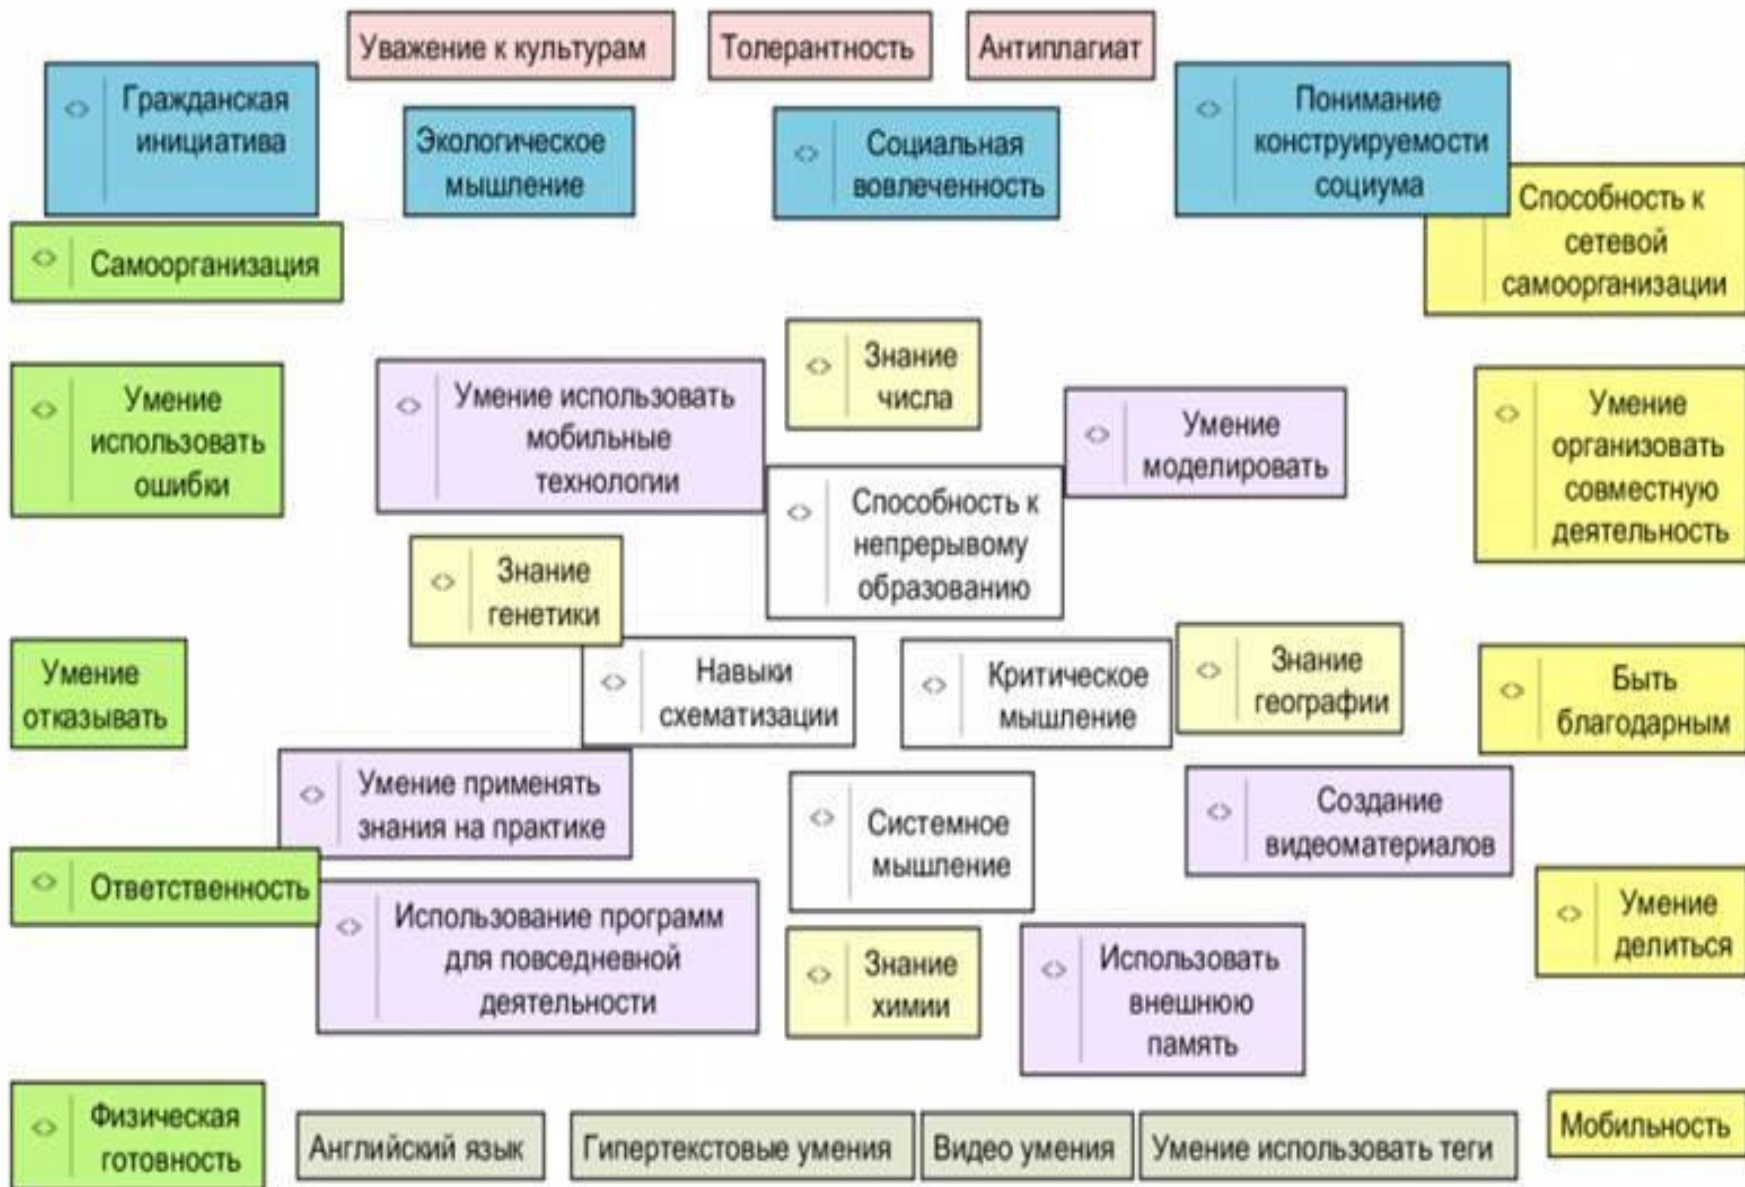 Уважение к культурам
Толерантность
Антиплагиат
Гражданская
инициатива
Экологическое
мышление
Социальная
вовлеченность
Понимание
конструируемости
социума
Способность к
сетевой
самоорганизации
Самоорганизация
Знание
числа
Умение
использовать
ошибки
Умение использовать
мобильные
технологии
Умение
моделировать
Умение
организовать
совместную
деятельность
Способность к
непрерывому
образованию
Знание
генетики
Умение
отказывать
Навыки
схематизации
Критическое
мышление
Знание
географии
Быть
благодарным
Умение применять
знания на практике
Системное
мышление
Создание
видеоматериалов
Ответственность
Использование программ
для повседневной
деятельности
Знание
химии
Использовать
внешнюю
память
Умение
делиться
Физическая
готовность
Английский язык
Гипертекстовые умения
Видео умения
Умение использовать теги
Мобильность